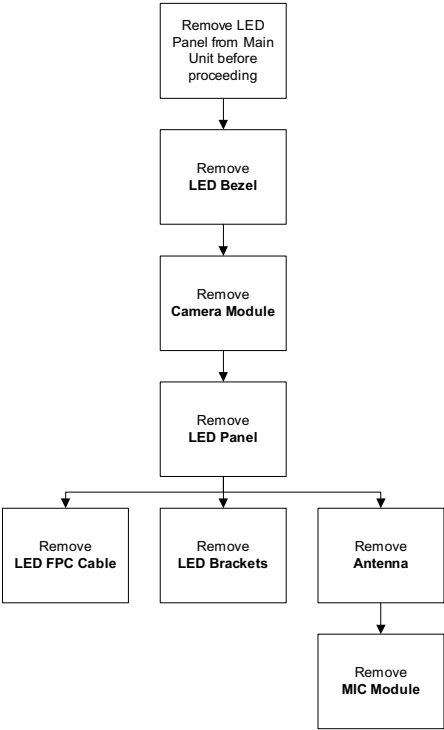 Remove LED
Panel from Main
Unit before
proceeding
Remove
LED Bezel
Remove
Camera Module
Remove
LED Panel
Remove
LED FPC Cable
Remove
LED Brackets
Remove
Antenna
Remove
MIC Module